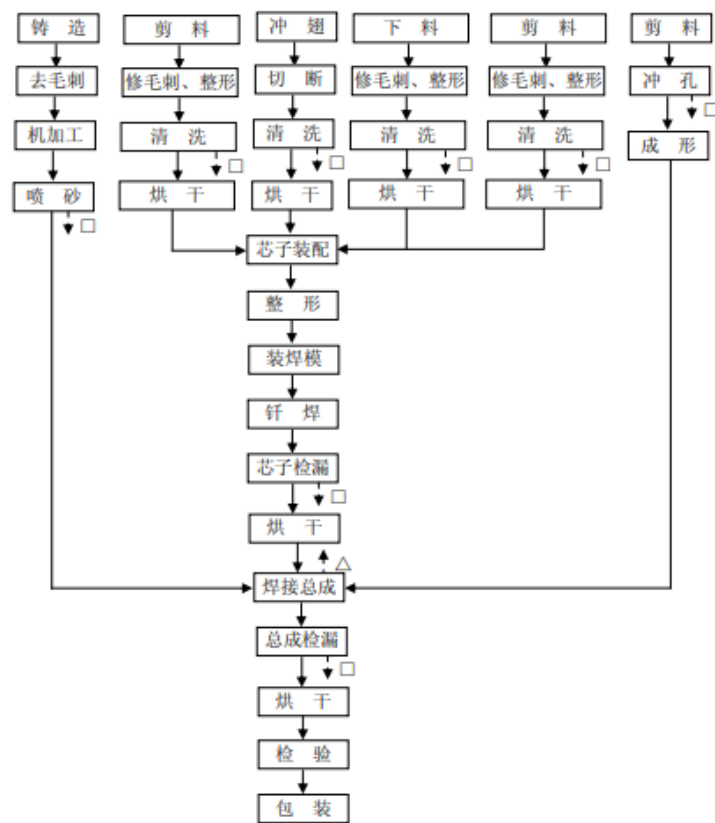 铸 造
剪 料
冲 翅
下 料
剪 料
剪 料
去毛刺
修毛刺、整形
切 断
修毛刺、整形
修毛刺、整形
冲 孔
机加工
清 洗
清 洗
清 洗
清 洗
成 形
喷 砂
烘 干
烘 干
烘 干
烘 干
芯子装配
整 形
装焊模
钎 焊
芯子检漏
烘 干
焊接总成
总成检漏
烘 干
检 验
包 装